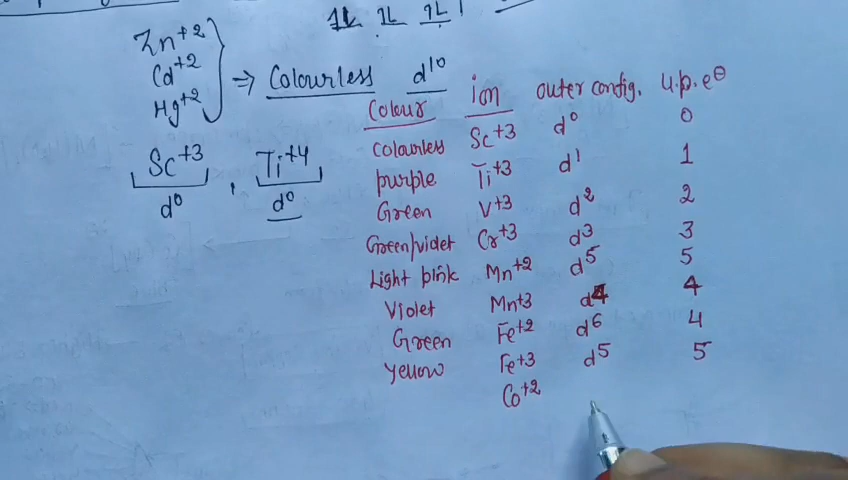 1L 1L 1L 1
Zn+2
Cd+2
Hg+2
⇒ Colourless d10
Sc+3 , Ti+4
d0 d0
Colour ion outer config. u.p.e⊖
colourless Sc+3 d0 0
purple Ti+3 d1 1
Green V+3 d2 2
Green/violet Cr+3 d3 3
Light pink Mn+2 d5 5
Violet Mn+3 d4 4
Green Fe+2 d6 4
yellow Fe+3 d5 5
Co+2